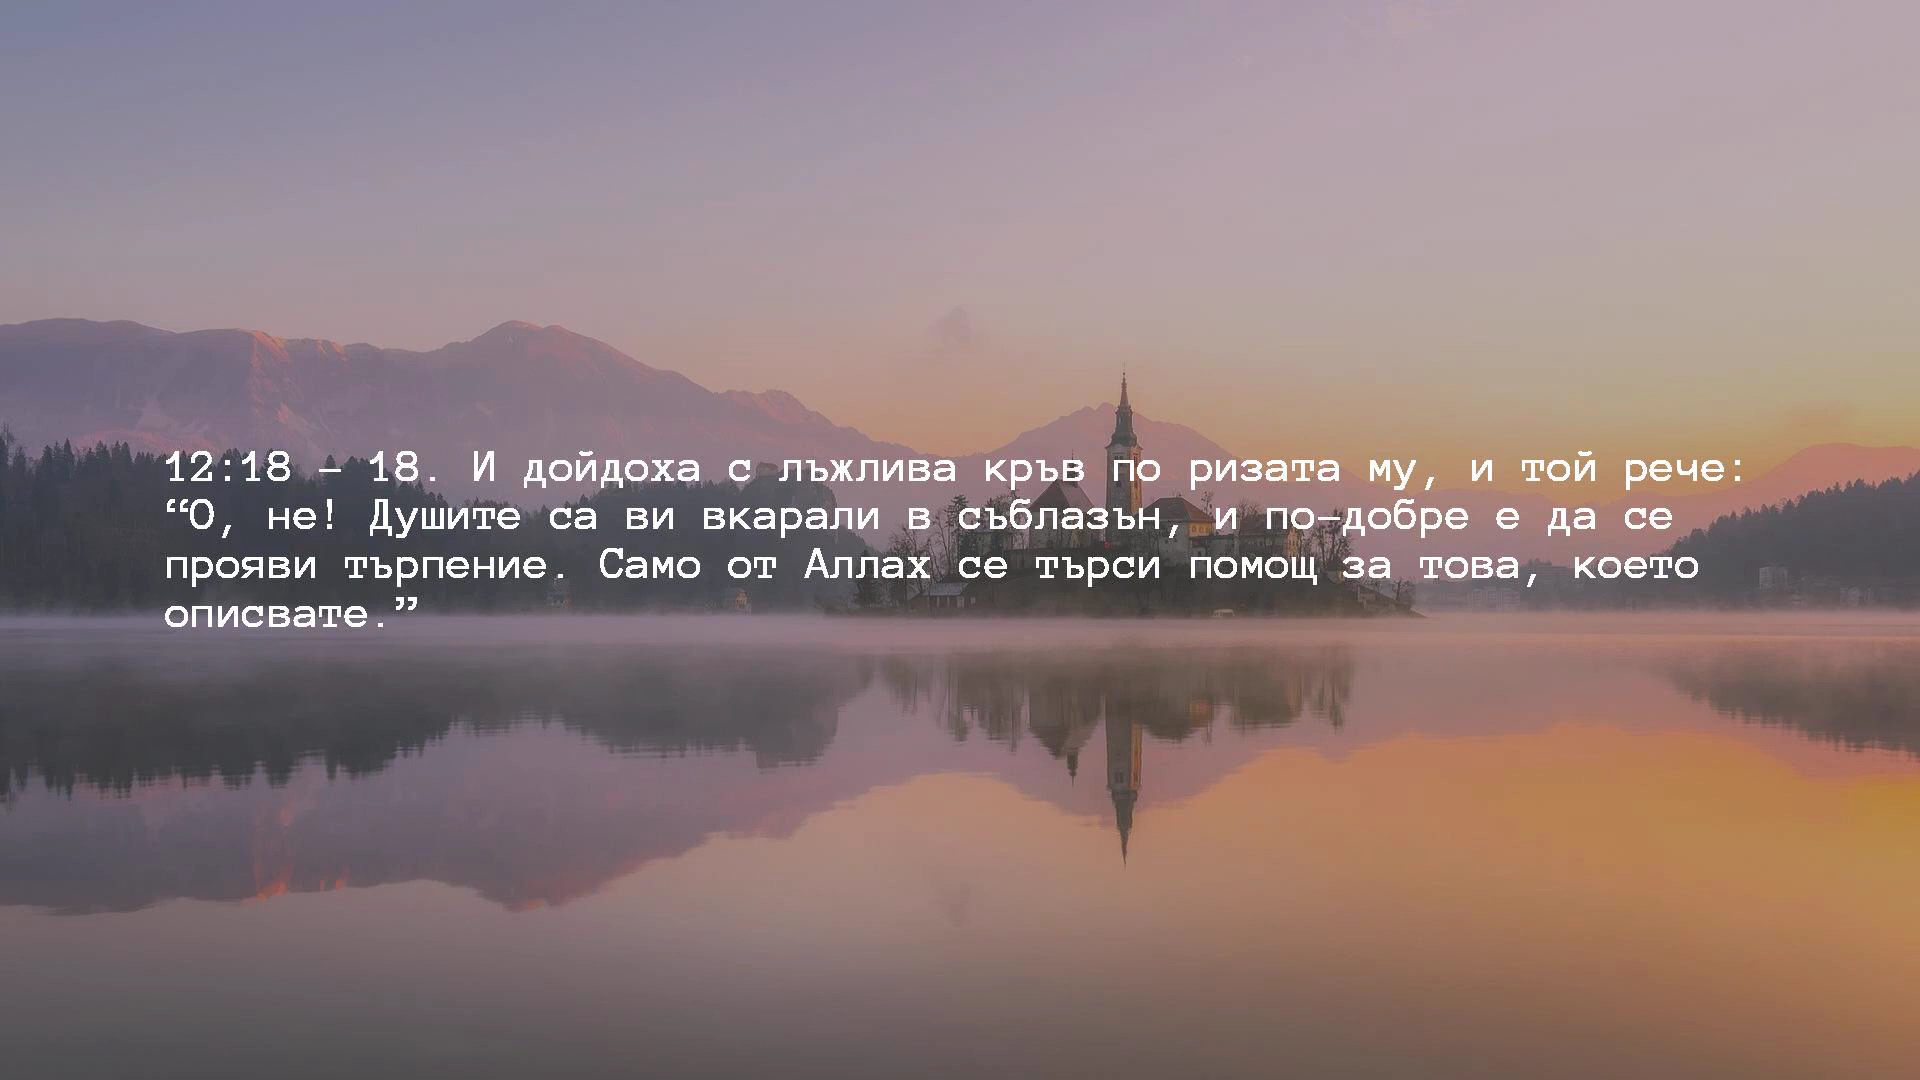 12:18 – 18. И дойдоха с лъжлива кръв по ризата му, и той рече:
“О, не! Душите са ви вкарали в съблазън, и по-добре е да се
прояви търпение. Само от Аллах се търси помощ за това, което
описвате.”